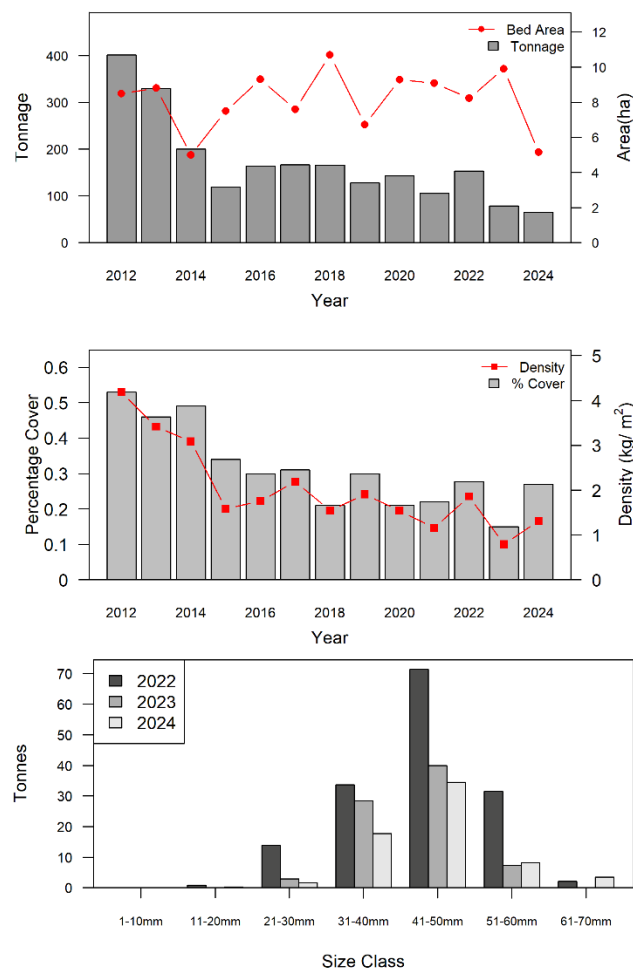 Bed Area
Tonnage
Tonnage
Area(ha)
400
300
200
100
0
12
10
8
6
4
2
0
2012 2014 2016 2018 2020 2022 2024
Year
Density
% Cover
Percentage Cover
Density (kg/ m²)
0.6
0.5
0.4
0.3
0.2
0.1
0
5
4
3
2
1
0
2012 2014 2016 2018 2020 2022 2024
Year
2022
2023
2024
Tonnes
70
60
50
40
30
20
10
0
1-10mm 11-20mm 21-30mm 31-40mm 41-50mm 51-60mm 61-70mm
Size Class